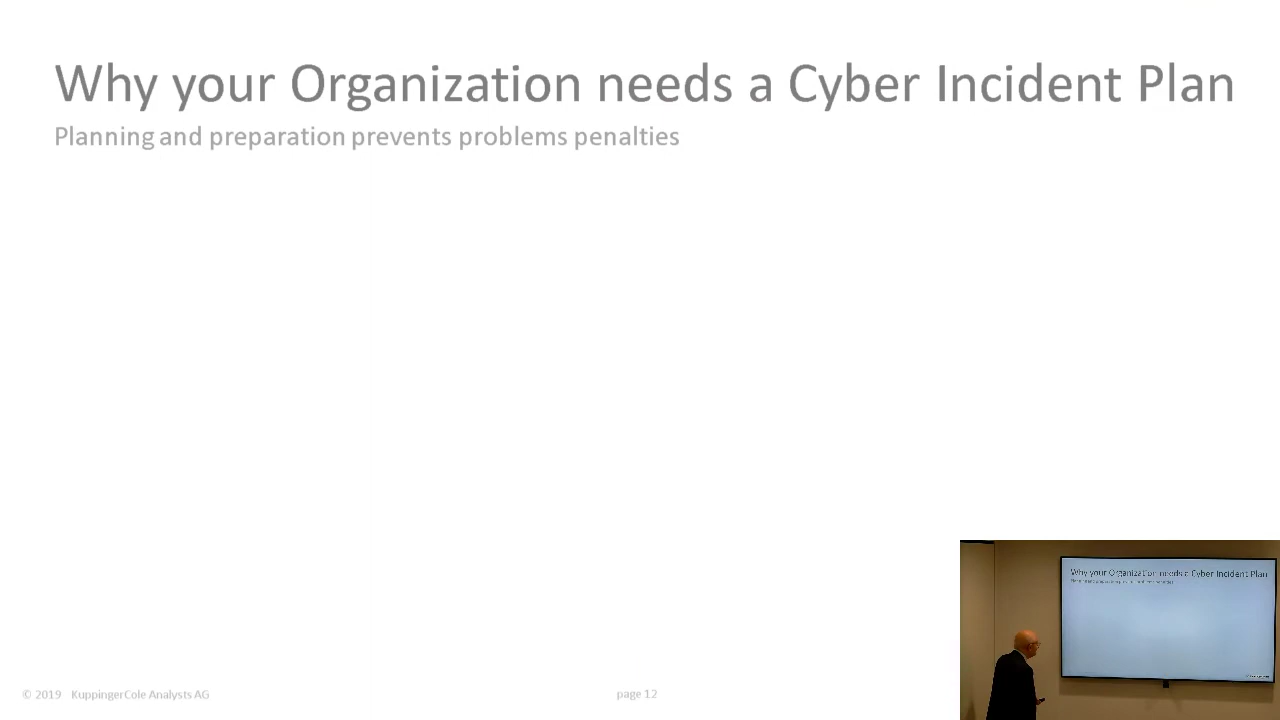 Why your Organization needs a Cyber Incident Plan
Planning and preparation prevents problems penalties
Why your Organization needs a Cyber Incident Plan
© 2019 KuppingerCole Analysts AG
page 12